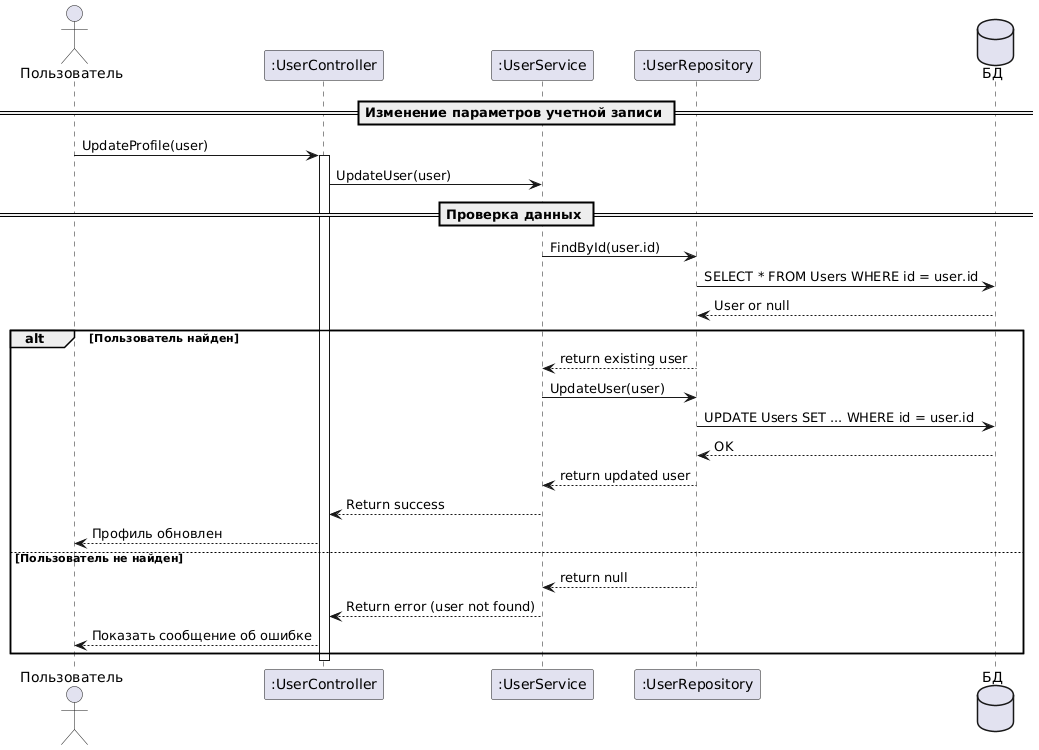 Пользователь
:UserController
:UserService
:UserRepository
БД
Изменение параметров учетной записи
UpdateProfile(user)
UpdateUser(user)
Проверка данных
FindById(user.id)
SELECT * FROM Users WHERE id = user.id
User or null
alt [Пользователь найден]
return existing user
UpdateUser(user)
UPDATE Users SET ... WHERE id = user.id
OK
return updated user
Return success
Профиль обновлен
[Пользователь не найден]
return null
Return error (user not found)
Показать сообщение об ошибке
Пользователь
:UserController
:UserService
:UserRepository
БД